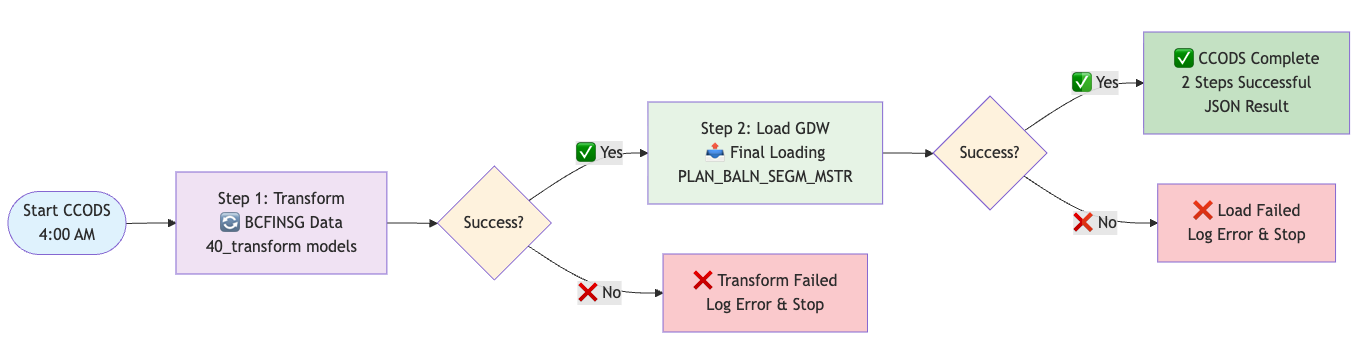 Start CCODS
4:00 AM
Step 1: Transform
🔄 BCFINSG Data
40_transform models
Success?
✅ Yes
❌ No
Step 2: Load GDW
📤 Final Loading
PLAN_BALN_SEGM_MSTR
❌ Transform Failed
Log Error & Stop
Success?
✅ Yes
❌ No
✅ CCODS Complete
2 Steps Successful
JSON Result
❌ Load Failed
Log Error & Stop